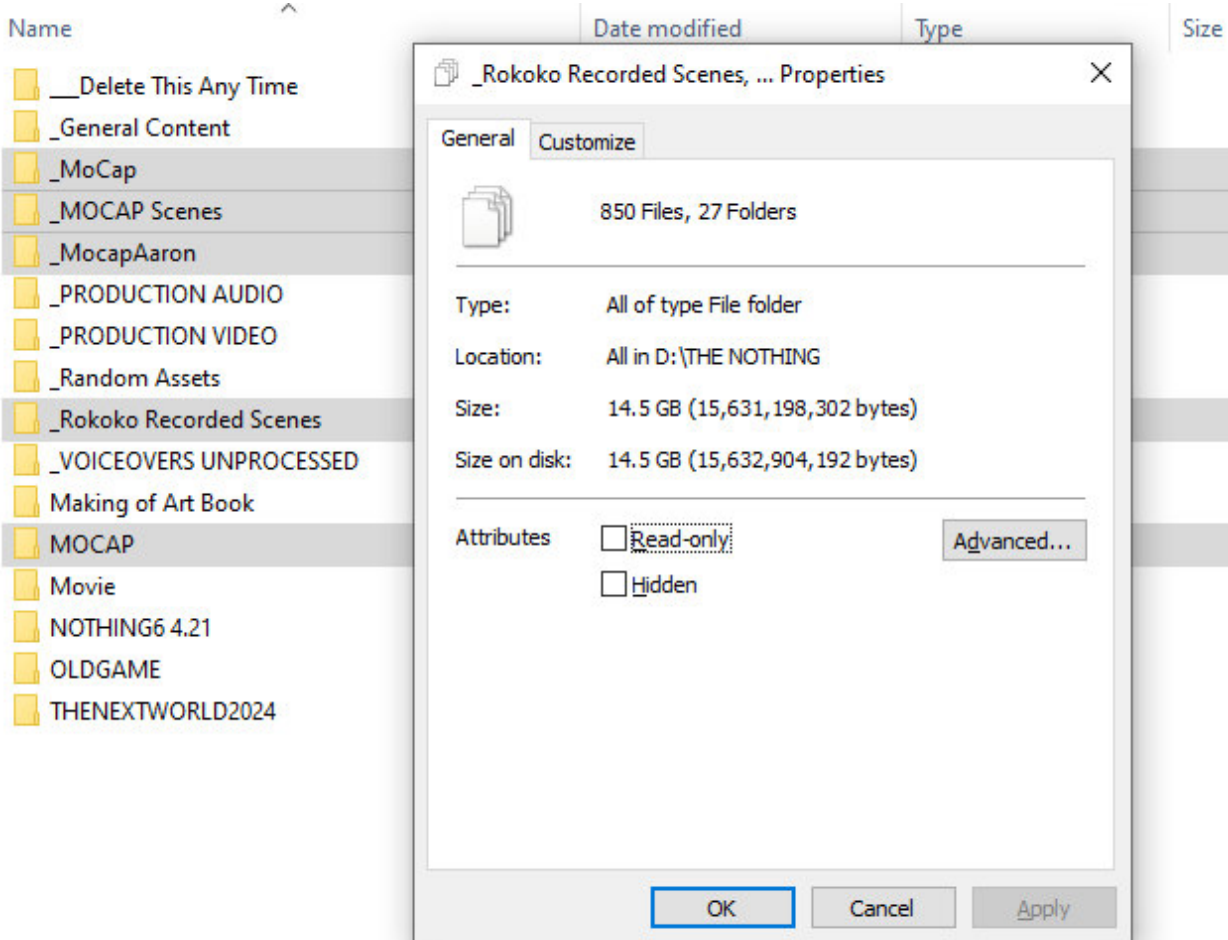 Name Date modified Type Size
___Delete This Any Time
_General Content
_MoCap
_MOCAP Scenes
_MocapAaron
_PRODUCTION AUDIO
_PRODUCTION VIDEO
_Random Assets
_Rokoko Recorded Scenes
_VOICEOVERS UNPROCESSED
Making of Art Book
MOCAP
Movie
NOTHING6 4.21
OLDGAME
THENEXTWORLD2024
_Rokoko Recorded Scenes, ... Properties
General Customize
850 Files, 27 Folders
Type: All of type File folder
Location: All in D:\THE NOTHING
Size: 14.5 GB (15,631,198,302 bytes)
Size on disk: 14.5 GB (15,632,904,192 bytes)
Attributes Read-only Advanced...
Hidden
OK Cancel Apply